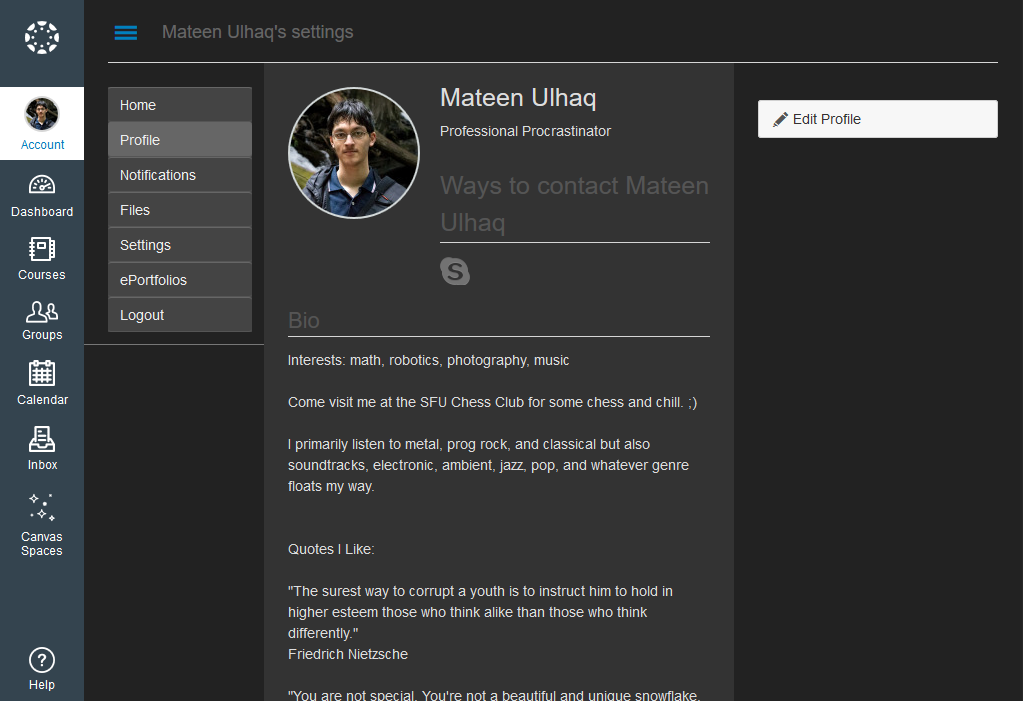 Mateen Ulhaq's settings
Account
Dashboard
Courses
Groups
Calendar
Inbox
Canvas
Spaces
Help
Home
Profile
Notifications
Files
Settings
ePortfolios
Logout
Mateen Ulhaq
Professional Procrastinator
Ways to contact Mateen
Ulhaq
Bio
Interests: math, robotics, photography, music
Come visit me at the SFU Chess Club for some chess and chill. ;)
I primarily listen to metal, prog rock, and classical but also
soundtracks, electronic, ambient, jazz, pop, and whatever genre
floats my way.
Quotes I Like:
"The surest way to corrupt a youth is to instruct him to hold in
higher esteem those who think alike than those who think
differently."
Friedrich Nietzsche
"You are not special. You're not a beautiful and unique snowflake.
Edit Profile